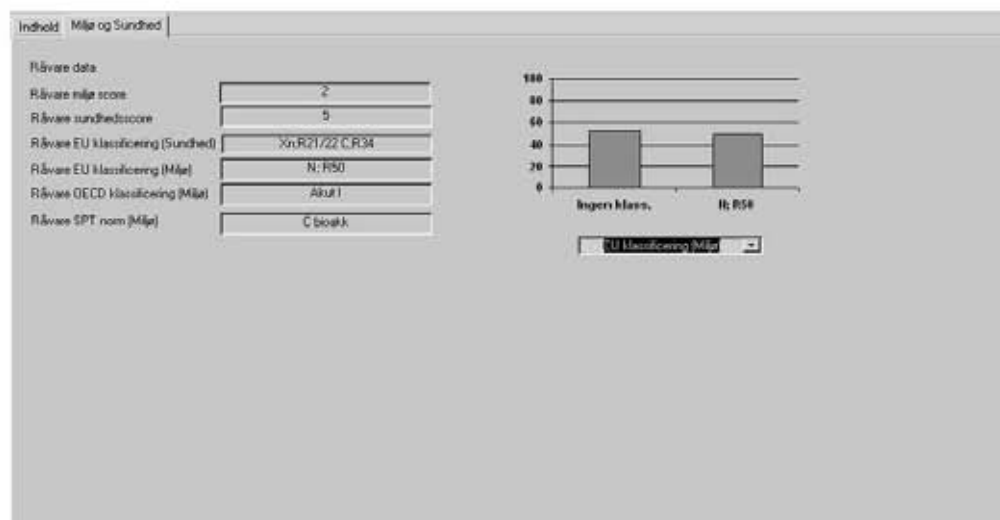 Indhold Miljø og Sundhed
Råvare data
Råvare miljø score 2
Råvare sundhedsscore 5
Råvare EU klassificering (Sundhed) Xn;R21/22 C;R34
Råvare EU klassificering (Miljø) N; R50
Råvare OECD klassificering (Miljø) Akut I
Råvare SPT norm (Miljø) C bioakk
100
80
60
40
20
0
Ingen klass. N; R50
EU klassificering (Miljø